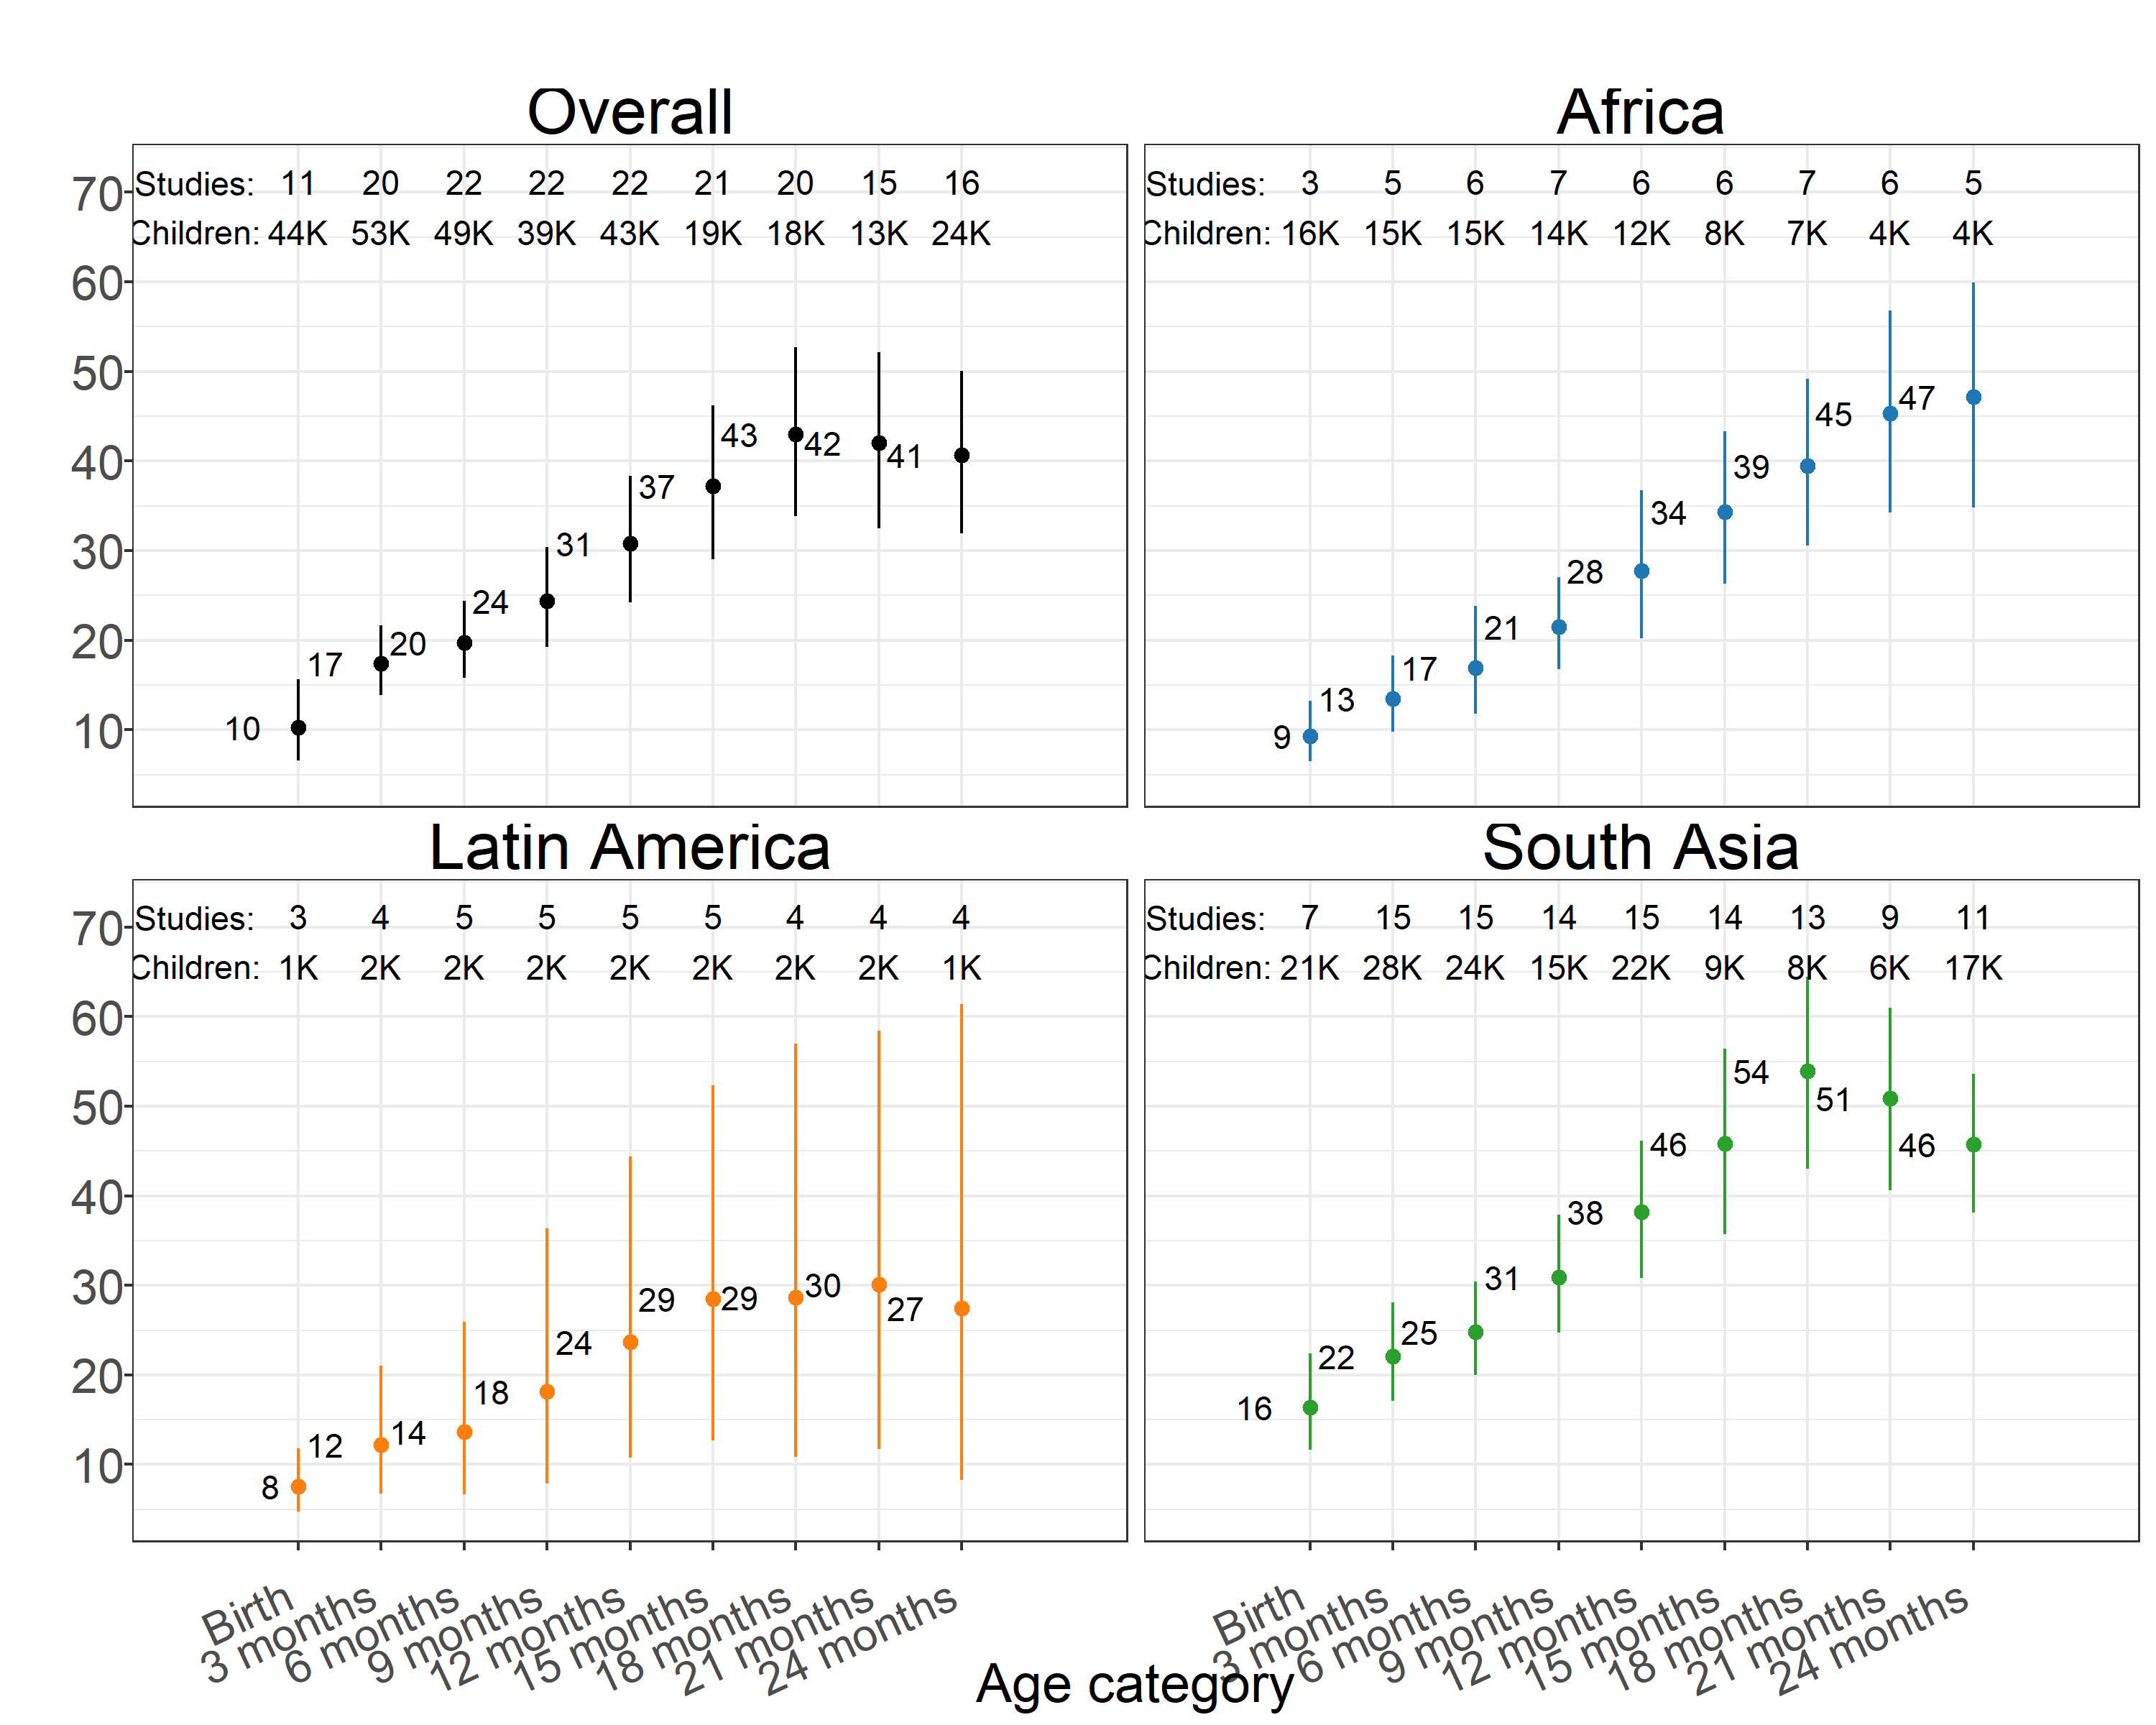 Overall
Studies: 11 20 22 22 22 21 20 15 16
70
Children: 44K 53K 49K 39K 43K 19K 18K 13K 24K
60
50
43 42 41
40
37
31
30
24
20
20
17
10
10
Africa
Studies: 3 5 6 7 6 6 7 6 5
Children: 16K 15K 15K 14K 12K 8K 7K 4K 4K
47
45
39
34
28
21
17
13
9
Latin America
Studies: 3 4 5 5 5 5 4 4 4
70
Children: 1K 2K 2K 2K 2K 2K 2K 2K 1K
60
50
40
30
29 29 30 27
24
20
18
14
12
10
8
South Asia
Studies: 7 15 15 14 15 14 13 9 11
Children: 21K 28K 24K 15K 22K 9K 8K 6K 17K
54
51
46 46
38
31
25
22
16
Birth
3 months
6 months
9 months
12 months
15 months
18 months
21 months
24 months
Birth
3 months
6 months
9 months
12 months
15 months
18 months
21 months
24 months
Age category